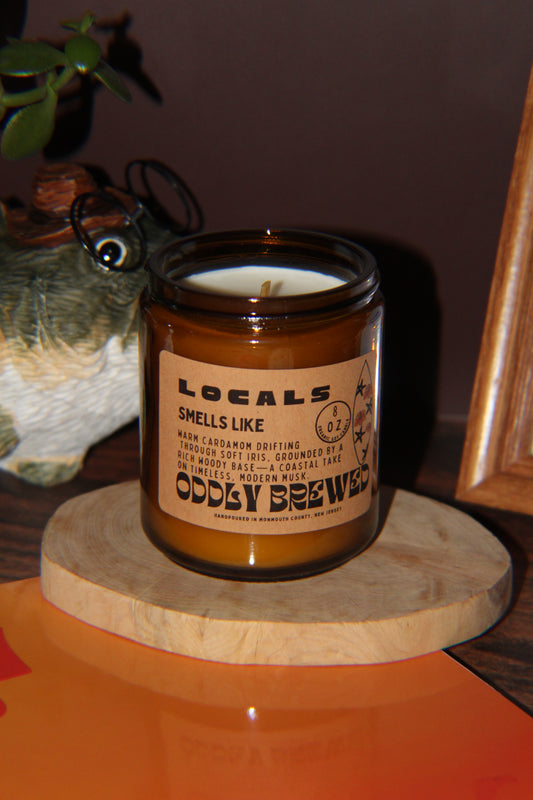 LOCALS
SMELLS LIKE
8
OZ
WARM CARDAMOM DRIFTING
THROUGH SOFT IRIS, GROUNDED BY A
RICH WOODY BASE—A COASTAL TAKE
ON TIMELESS, MODERN MUSK.
ODDLY BREWED
HANDPOURED IN MONMOUTH COUNTY, NEW JERSEY